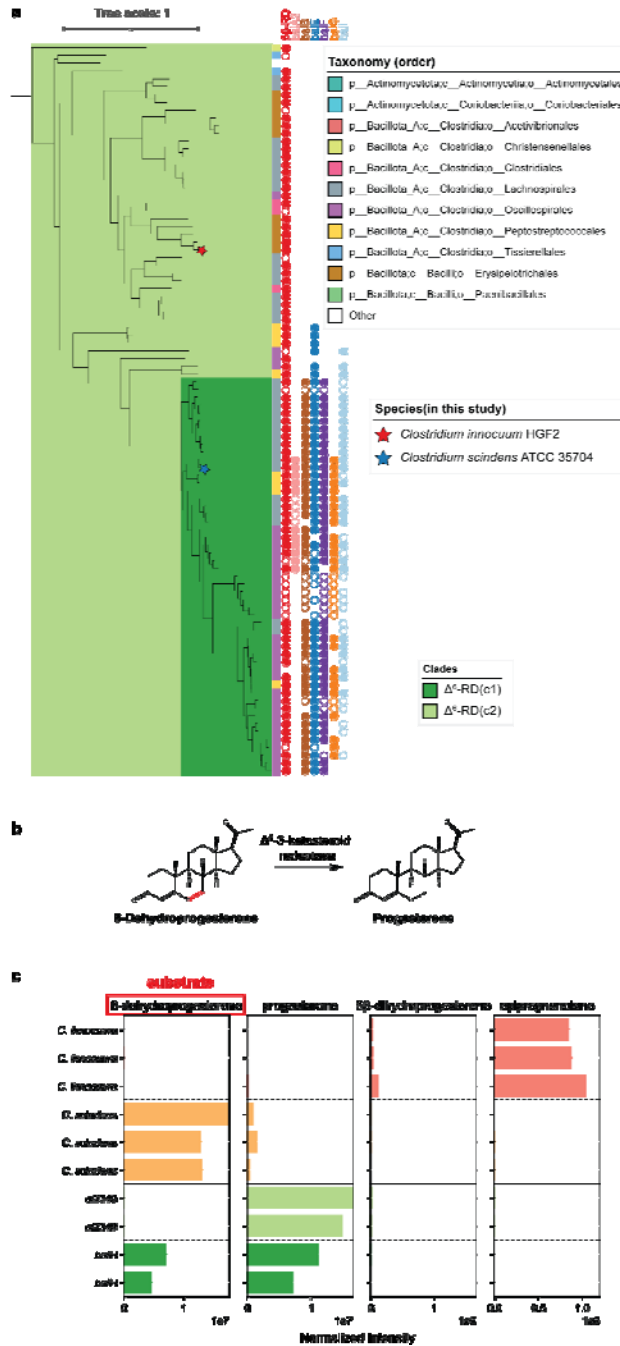 a
Tree scale: 1
Taxonomy (order)
p__Actinomycetota;c__Actinomycetia;o__Actinomycetales
p__Actinomycetota;c__Coriobacteriia;o__Coriobacteriales
p__Bacillota_A;c__Clostridia;o__Acetivibrionales
p__Bacillota_A;c__Clostridia;o__Christensenellales
p__Bacillota_A;c__Clostridia;o__Clostridiales
p__Bacillota_A;c__Clostridia;o__Lachnospirales
p__Bacillota_A;c__Clostridia;o__Oscillospirales
p__Bacillota_A;c__Clostridia;o__Peptostreptococcales
p__Bacillota_A;c__Clostridia;o__Tissierellales
p__Bacillota;c__Bacilli;o__Erysipelotrichales
p__Bacillota;c__Bacilli;o__Paenibacillales
Other
Species(in this study)
Clostridium innocuum HGF2
Clostridium scindens ATCC 35704
Clades
Δ⁶-RD(c1)
Δ⁶-RD(c2)
b
Δ⁶-3-ketosteroid
reductase
6-Dehydroprogesterone
Progesterone
c
substrate
6-dehydroprogesterone
progesterone
5β-dihydroprogesterone
epipregnanolone
C. innocuum
C. innocuum
C. innocuum
C. scindens
C. scindens
C. scindens
baiH
baiH
0 1
1e7
0 1
1e7
0 1
1e6
0.0 0.5 1.0
1e6
Normalized Intensity